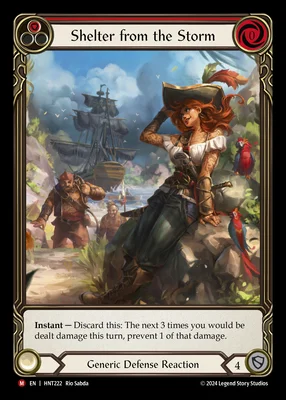 Shelter from the Storm
0
Instant — Discard this: The next 3 times you would be
dealt damage this turn, prevent 1 of that damage.
Generic Defense Reaction
4
M EN | HNT222 Rio Sabda
© 2024 Legend Story Studios